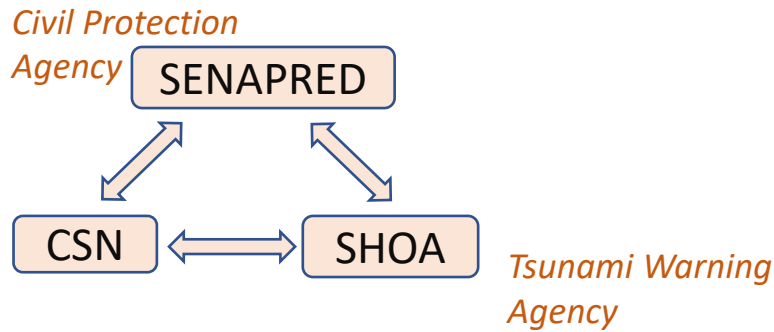 Civil Protection
Agency
SENAPRED
CSN
SHOA
Tsunami Warning
Agency